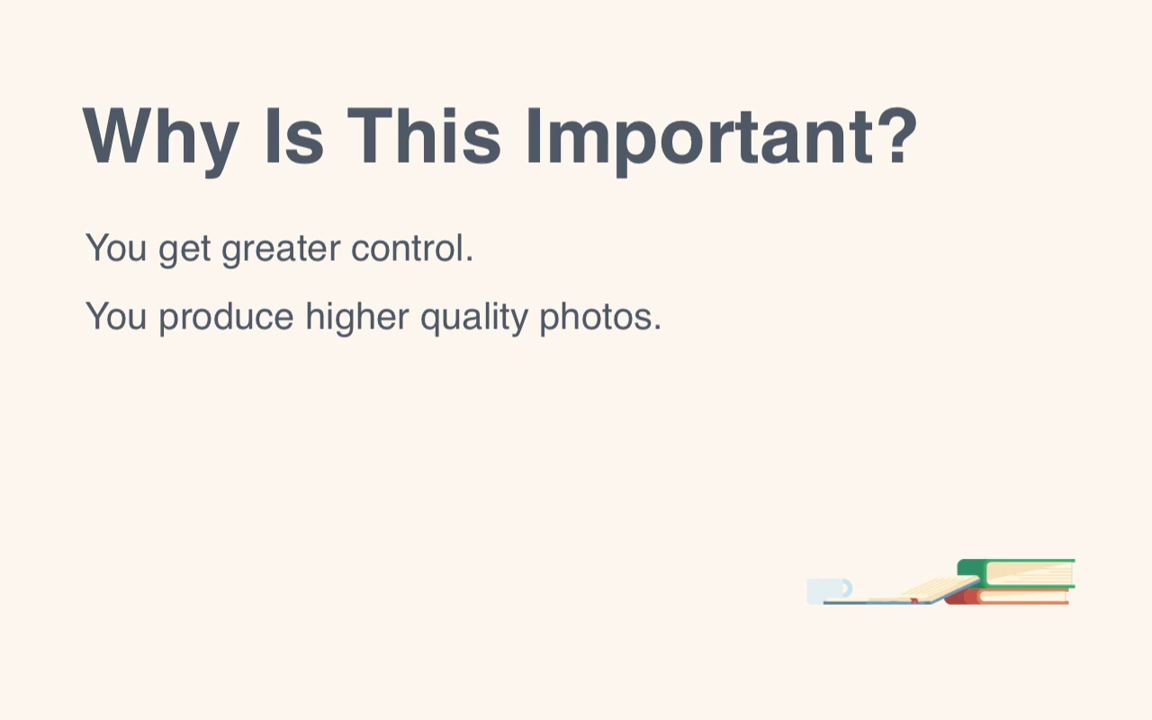 Why Is This Important?
You get greater control.
You produce higher quality photos.